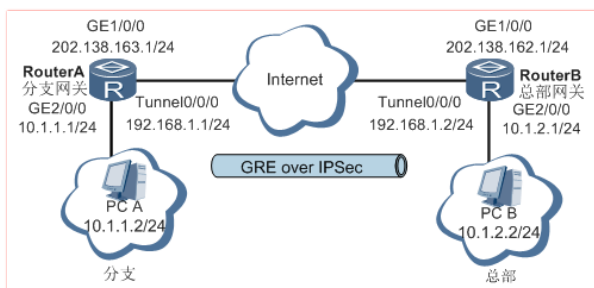 GE1/0/0
202.138.163.1/24
RouterA
分支网关
GE2/0/0
10.1.1.1/24
R
Tunnel0/0/0
192.168.1.1/24
Internet
GE1/0/0
202.138.162.1/24
RouterB
总部网关
GE2/0/0
10.1.2.1/24
R
Tunnel0/0/0
192.168.1.2/24
GRE over IPSec
PC A
10.1.1.2/24
分支
PC B
10.1.2.2/24
总部